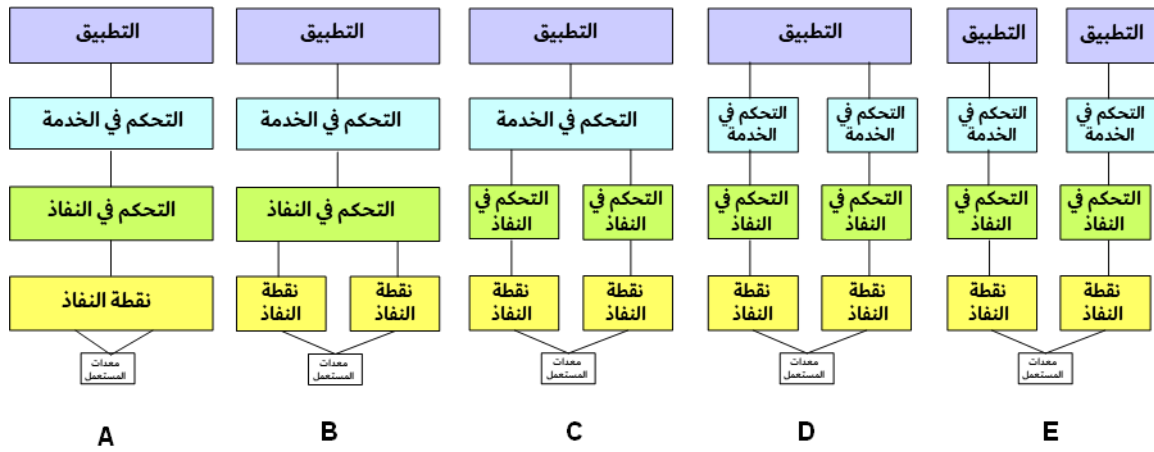 التطبيق
التحكم في الخدمة
التحكم في النفاذ
نقطة النفاذ
معدات
المستعمل
A
التطبيق
التحكم في الخدمة
التحكم في النفاذ
نقطة
النفاذ
نقطة
النفاذ
معدات
المستعمل
B
التطبيق
التحكم في الخدمة
التحكم في
النفاذ
التحكم في
النفاذ
نقطة
النفاذ
نقطة
النفاذ
معدات
المستعمل
C
التطبيق
التحكم في
الخدمة
التحكم في
الخدمة
التحكم في
النفاذ
التحكم في
النفاذ
نقطة
النفاذ
نقطة
النفاذ
معدات
المستعمل
D
التطبيق
التطبيق
التحكم في
الخدمة
التحكم في
الخدمة
التحكم في
النفاذ
التحكم في
النفاذ
نقطة
النفاذ
نقطة
النفاذ
معدات
المستعمل
E